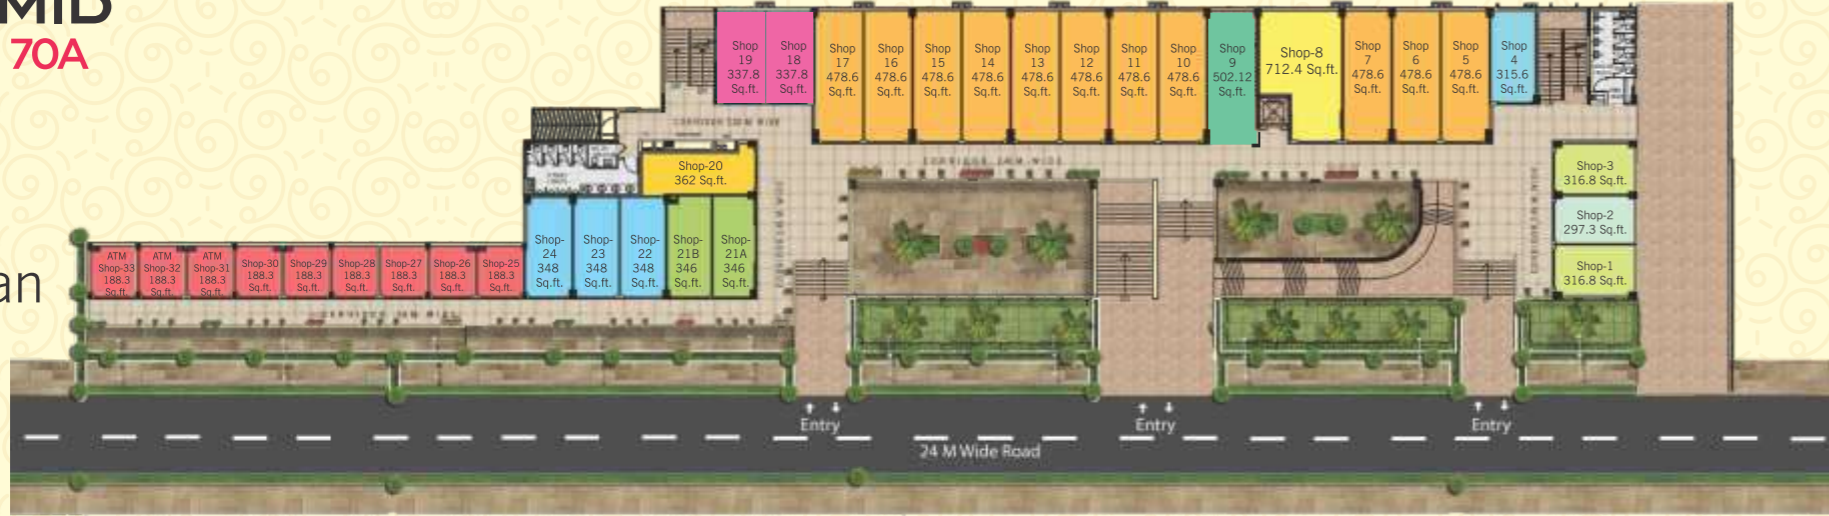 MID
70A
an
Shop
19
337.8
Sq.ft.
Shop
18
337.8
Sq.ft.
Shop
17
478.6
Sq.ft.
Shop
16
478.6
Sq.ft.
Shop
15
478.6
Sq.ft.
Shop
14
478.6
Sq.ft.
Shop
13
478.6
Sq.ft.
Shop
12
478.6
Sq.ft.
Shop
11
478.6
Sq.ft.
Shop
10
478.6
Sq.ft.
Shop
9
502.12
Sq.ft.
Shop-8
712.4 Sq.ft.
Shop
7
478.6
Sq.ft.
Shop
6
478.6
Sq.ft.
Shop
5
478.6
Sq.ft.
Shop
4
315.6
Sq.ft.
CORRIDOR 3MM WIDE
Shop-20
362 Sq.ft.
Shop-3
316.8 Sq.ft.
Shop-2
297.3 Sq.ft.
Shop-1
316.8 Sq.ft.
ATM
Shop-33
188.3
Sq.ft.
ATM
Shop-32
188.3
Sq.ft.
ATM
Shop-31
188.3
Sq.ft.
Shop-30
188.3
Sq.ft.
Shop-29
188.3
Sq.ft.
Shop-28
188.3
Sq.ft.
Shop-27
188.3
Sq.ft.
Shop-26
188.3
Sq.ft.
Shop-25
188.3
Sq.ft.
Shop-
24
348
Sq.ft.
Shop-
23
348
Sq.ft.
Shop-
22
348
Sq.ft.
Shop-
21B
346
Sq.ft.
Shop-
21A
346
Sq.ft.
Entry
Entry
Entry
24 M Wide Road